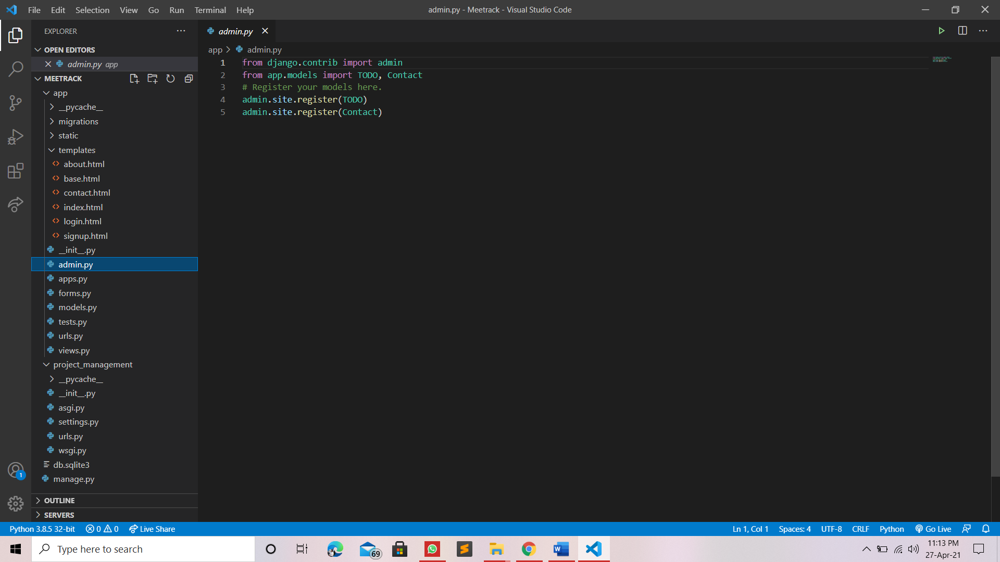 File Edit Selection View Go Run Terminal Help
admin.py - Meetrack - Visual Studio Code
EXPLORER
OPEN EDITORS
admin.py app
MEETRACK
app
__pycache__
migrations
static
templates
about.html
base.html
contact.html
index.html
login.html
signup.html
__init__.py
admin.py
apps.py
forms.py
models.py
tests.py
urls.py
views.py
project_management
__pycache__
__init__.py
asgi.py
settings.py
urls.py
wsgi.py
db.sqlite3
manage.py
OUTLINE
SERVERS
admin.py
app > admin.py
1 from django.contrib import admin
2 from app.models import TODO, Contact
3 # Register your models here.
4 admin.site.register(TODO)
5 admin.site.register(Contact)
1
Python 3.8.5 32-bit 0 0 Live Share
Ln 1, Col 1 Spaces: 4 UTF-8 CRLF Python Go Live
Type here to search
69
11:13 PM
27-Apr-21